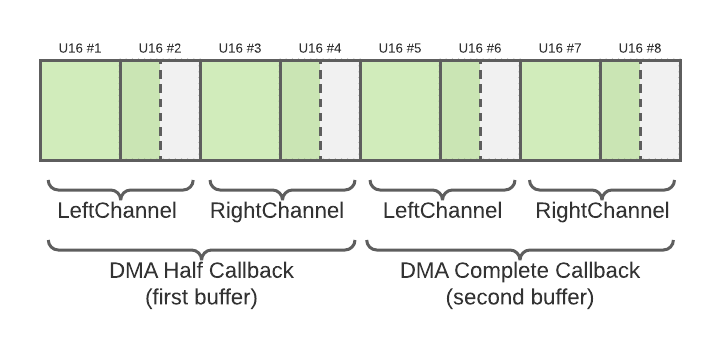 U16 #1 U16 #2 U16 #3 U16 #4 U16 #5 U16 #6 U16 #7 U16 #8
LeftChannel RightChannel LeftChannel RightChannel
DMA Half Callback
(first buffer)
DMA Complete Callback
(second buffer)